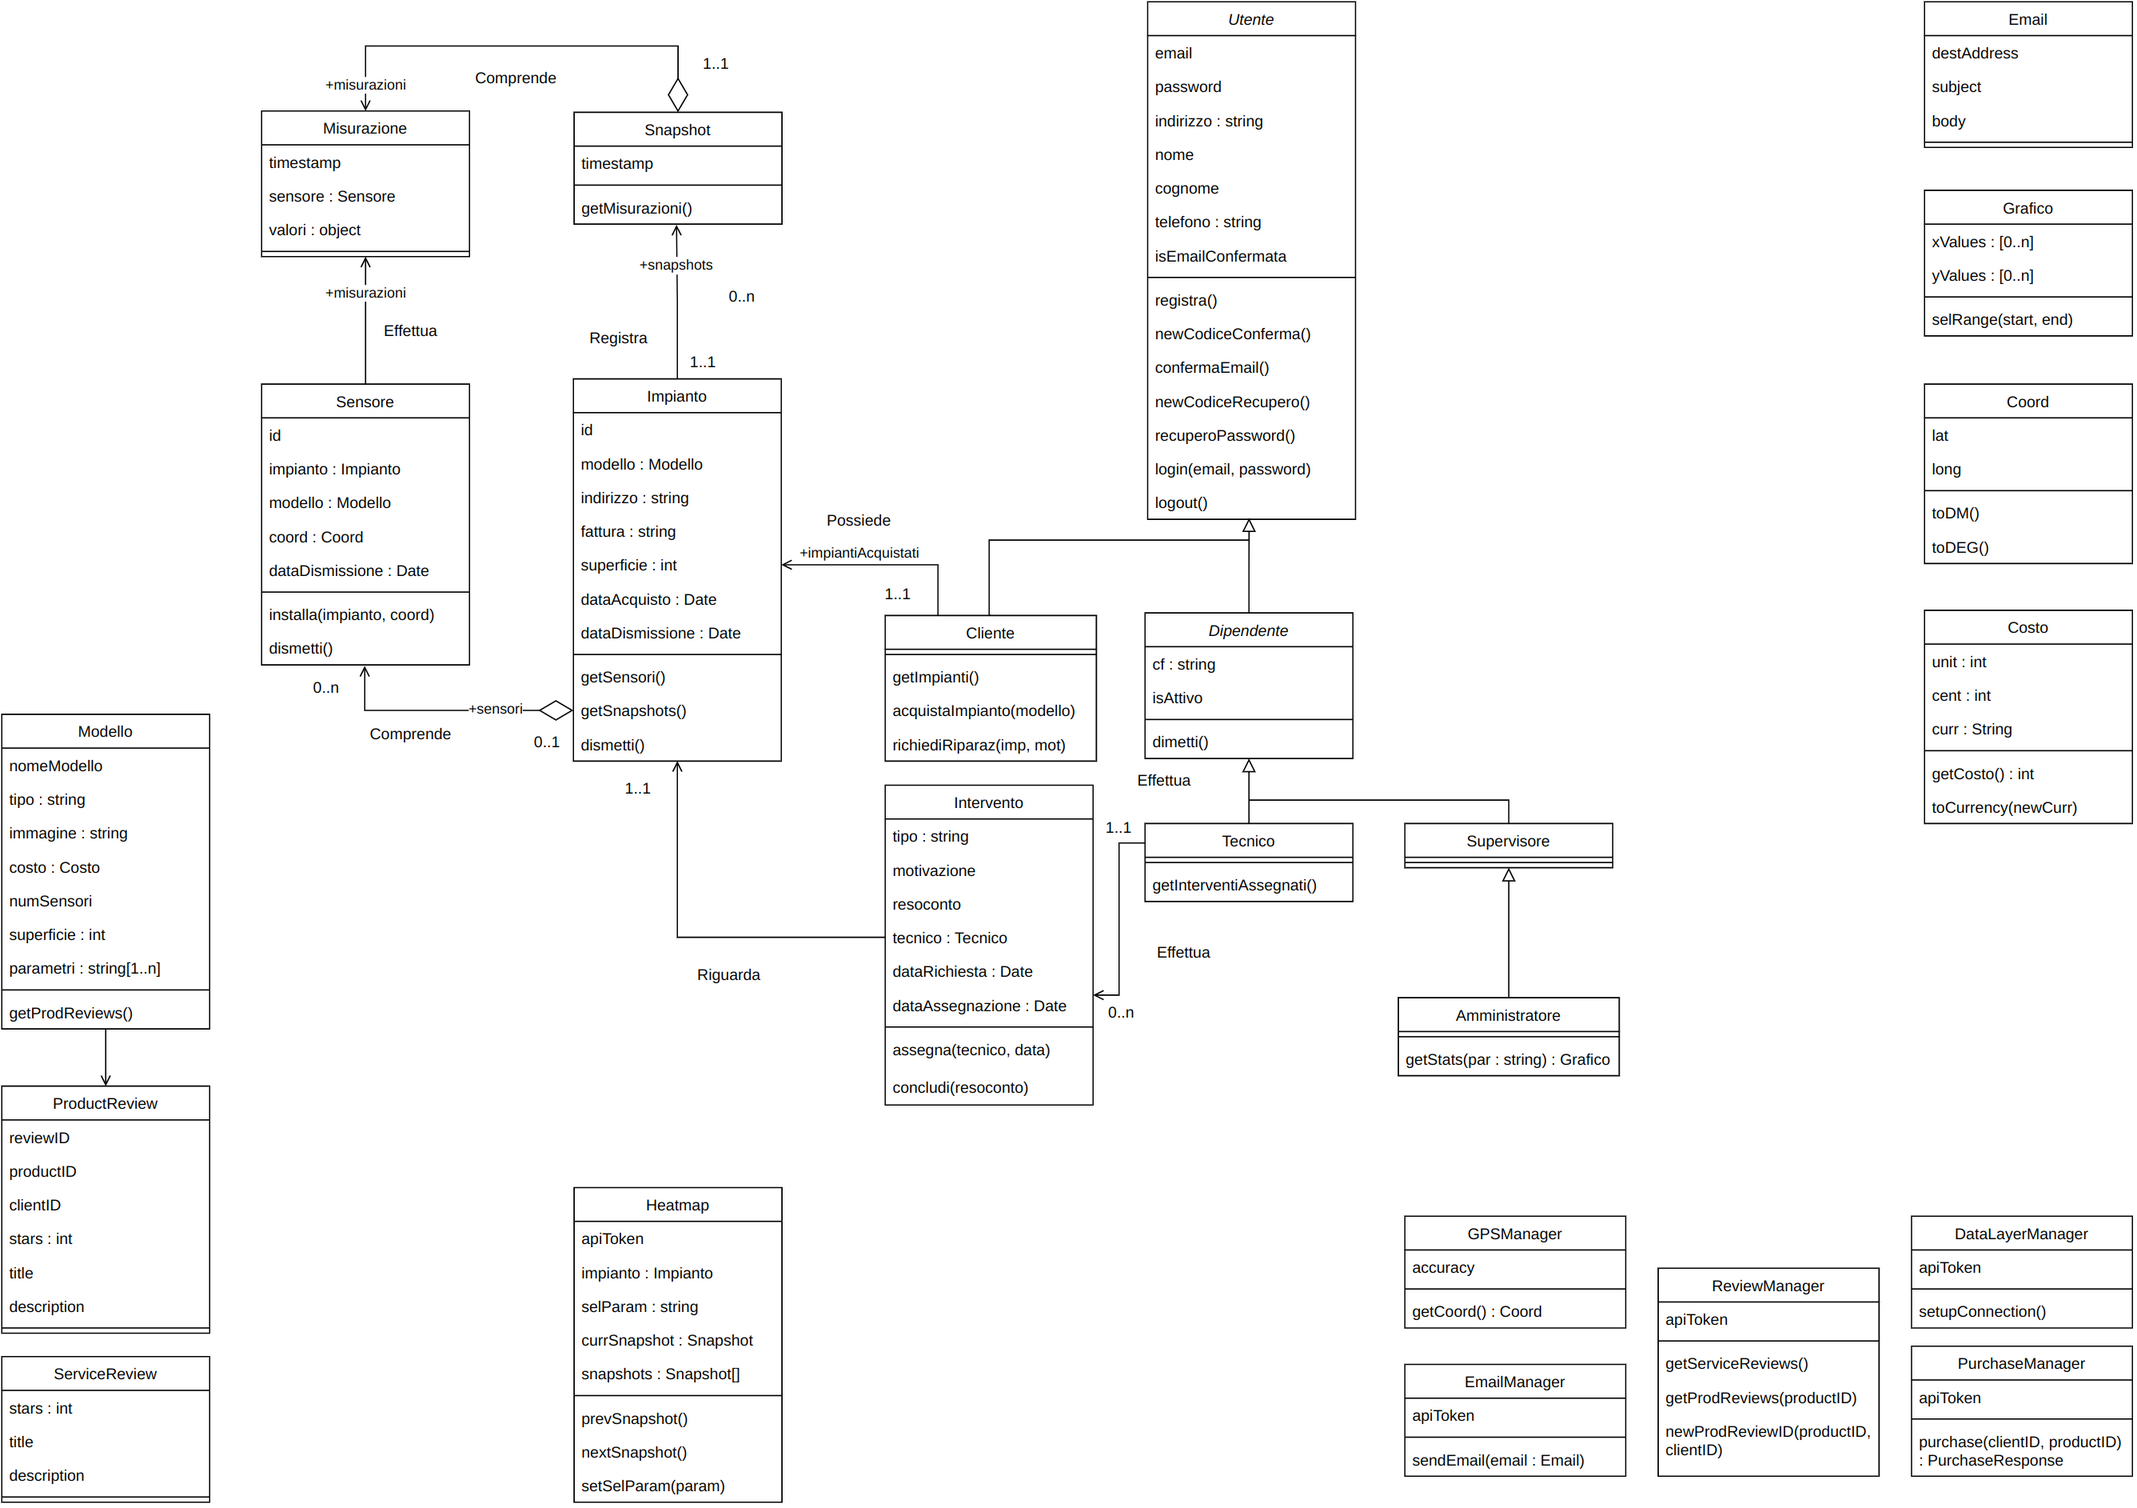 Utente
email
password
indirizzo : string
nome
cognome
telefono : string
isEmailConfermata
registra()
newCodiceConferma()
confermaEmail()
newCodiceRecupero()
recuperoPassword()
login(email, password)
logout()
Email
destAddress
subject
body
Comprende
1..1
+misurazioni
Misurazione
timestamp
sensore : Sensore
valori : object
Snapshot
timestamp
getMisurazioni()
Grafico
xValues : [0..n]
yValues : [0..n]
selRange(start, end)
+misurazioni
Effettua
+snapshots
0..n
Registra
1..1
Sensore
id
impianto : Impianto
modello : Modello
coord : Coord
dataDismissione : Date
installa(impianto, coord)
dismetti()
Impianto
id
modello : Modello
indirizzo : string
fattura : string
superficie : int
dataAcquisto : Date
dataDismissione : Date
getSensori()
getSnapshots()
dismetti()
Coord
lat
long
toDM()
toDEG()
Possiede
+impiantiAcquistati
1..1
Cliente
getImpianti()
acquistaImpianto(modello)
richiediRiparaz(imp, mot)
Dipendente
cf : string
isAttivo
dimetti()
Costo
unit : int
cent : int
curr : String
getCosto() : int
toCurrency(newCurr)
0..n
+sensori
Comprende
0..1
1..1
Modello
nomeModello
tipo : string
immagine : string
costo : Costo
numSensori
superficie : int
parametri : string[1..n]
getProdReviews()
Riguarda
Intervento
tipo : string
motivazione
resoconto
tecnico : Tecnico
dataRichiesta : Date
dataAssegnazione : Date
assegna(tecnico, data)
concludi(resoconto)
Effettua
1..1
Tecnico
getInterventiAssegnati()
Effettua
0..n
Supervisore
Amministratore
getStats(par : string) : Grafico
ProductReview
reviewID
productID
clientID
stars : int
title
description
ServiceReview
stars : int
title
description
Heatmap
apiToken
impianto : Impianto
selParam : string
currSnapshot : Snapshot
snapshots : Snapshot[]
prevSnapshot()
nextSnapshot()
setSelParam(param)
GPSManager
accuracy
getCoord() : Coord
EmailManager
apiToken
sendEmail(email : Email)
ReviewManager
apiToken
getServiceReviews()
getProdReviews(productID)
newProdReviewID(productID,
clientID)
DataLayerManager
apiToken
setupConnection()
PurchaseManager
apiToken
purchase(clientID, productID)
: PurchaseResponse